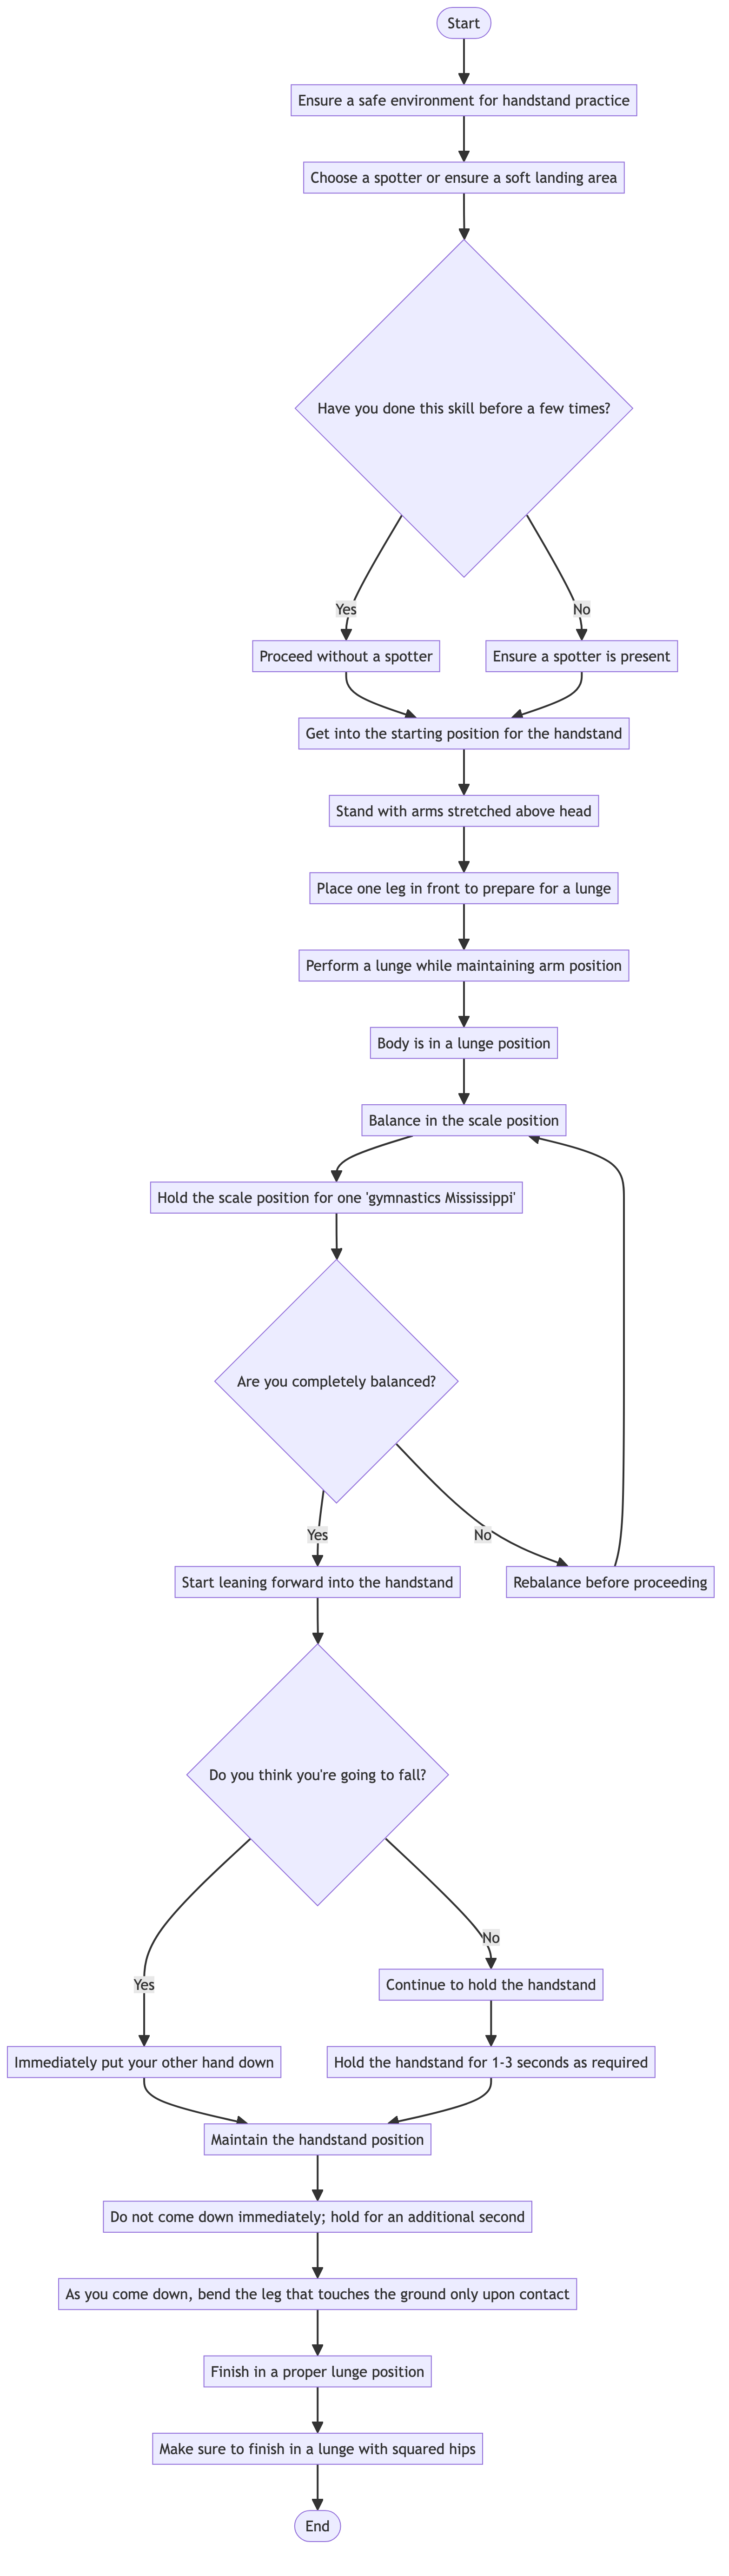 Start
Ensure a safe environment for handstand practice
Choose a spotter or ensure a soft landing area
Have you done this skill before a few times?
Yes
No
Proceed without a spotter
Ensure a spotter is present
Get into the starting position for the handstand
Stand with arms stretched above head
Place one leg in front to prepare for a lunge
Perform a lunge while maintaining arm position
Body is in a lunge position
Balance in the scale position
Hold the scale position for one 'gymnastics Mississippi'
Are you completely balanced?
Yes
No
Start leaning forward into the handstand
Rebalance before proceeding
Do you think you're going to fall?
No
Yes
Continue to hold the handstand
Immediately put your other hand down
Hold the handstand for 1-3 seconds as required
Maintain the handstand position
Do not come down immediately; hold for an additional second
As you come down, bend the leg that touches the ground only upon contact
Finish in a proper lunge position
Make sure to finish in a lunge with squared hips
End